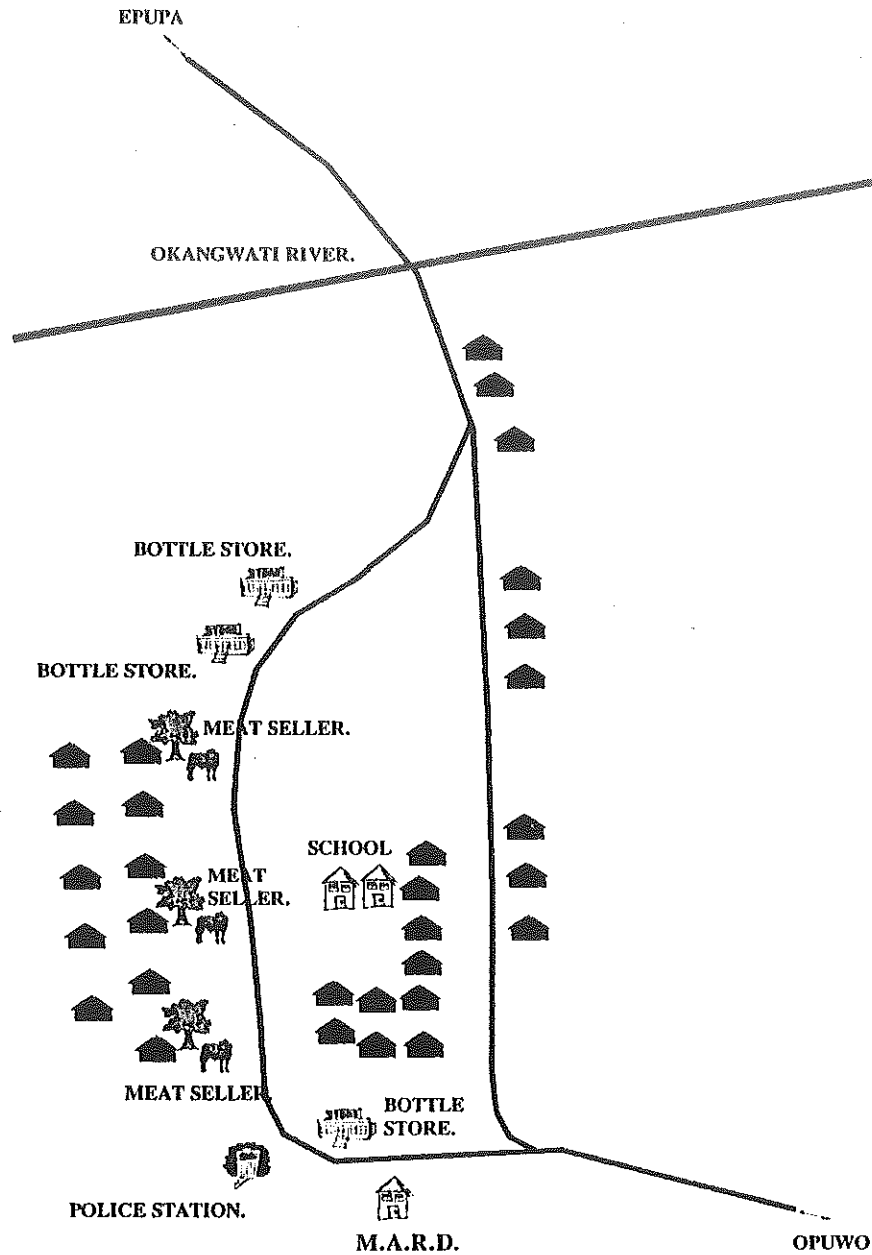 EPUPA
OKANGWATI RIVER.
BOTTLE STORE.
BOTTLE STORE.
MEAT SELLER.
SCHOOL
MEAT
SELLER.
MEAT SELLER.
BOTTLE
STORE.
POLICE STATION.
M.A.R.D.
OPUWO